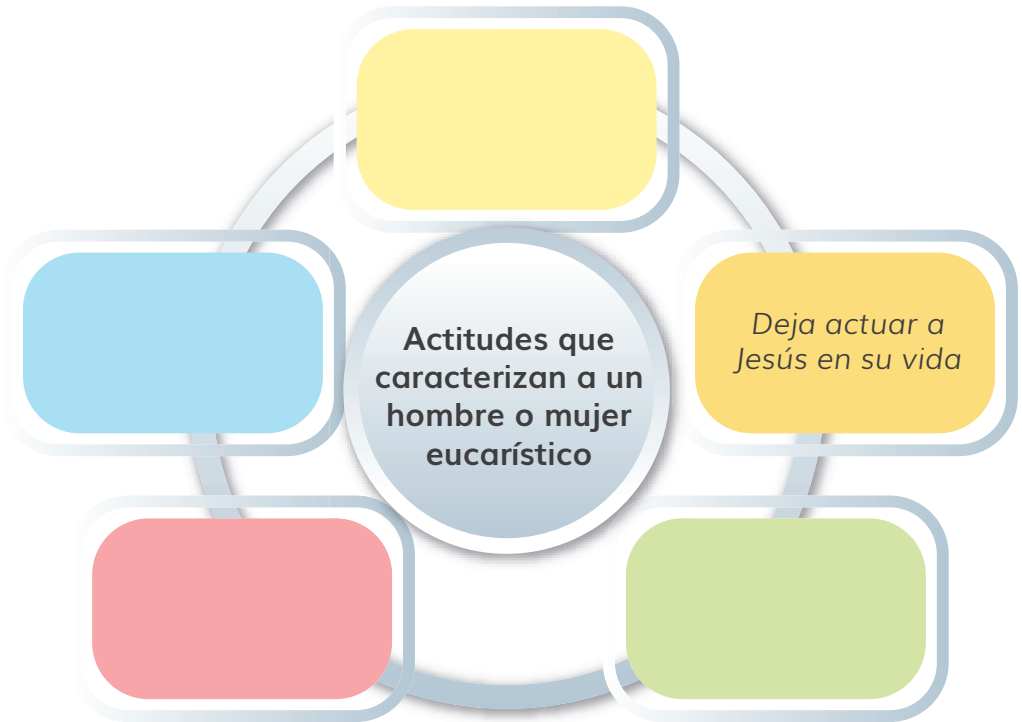 Actitudes que
caracterizan a un
hombre o mujer
eucarístico
Deja actuar a
Jesús en su vida